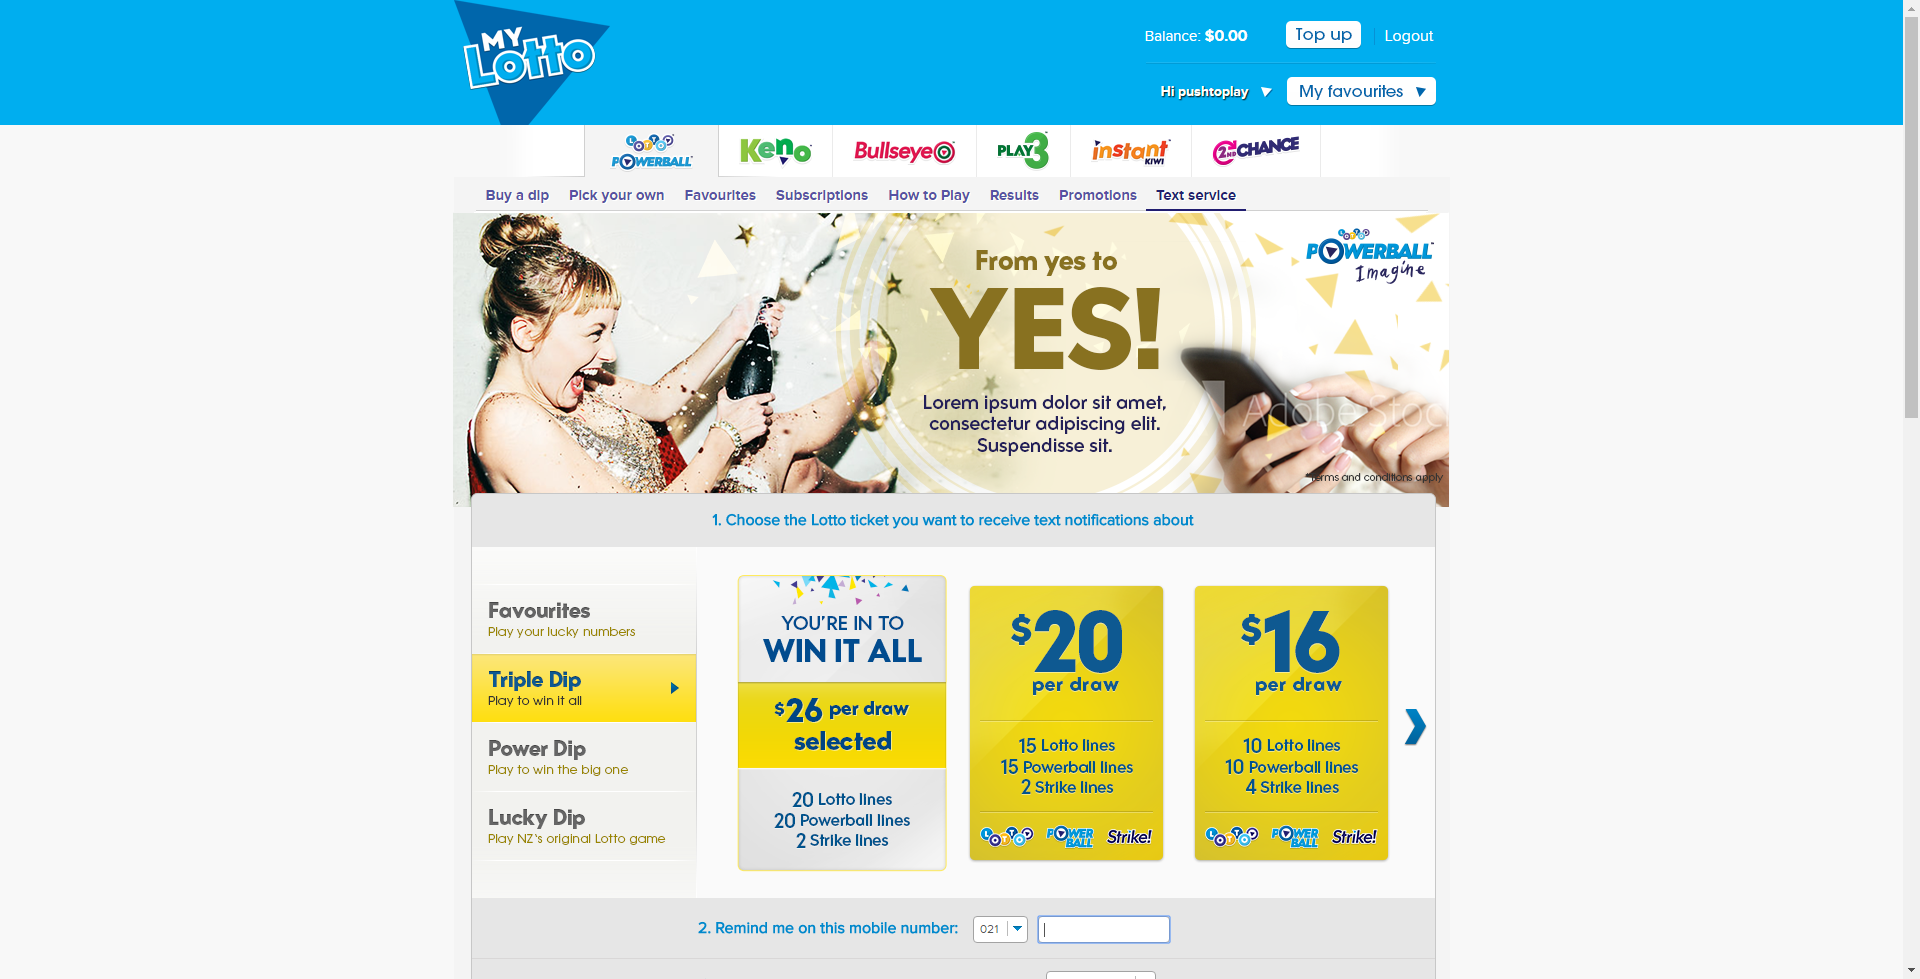 MY
Lotto
Balance: $0.00
Top up
Logout
Hi pushtoplay
My favourites
LOTTO
POWERBALL
Keno
Bullseye
PLAY 3
instant
KIWI
2ND CHANCE
Buy a dip
Pick your own
Favourites
Subscriptions
How to Play
Results
Promotions
Text service
From yes to
YES!
Lorem ipsum dolor sit amet,
consectetur adipiscing elit.
Suspendisse sit.
LOTTO
POWERBALL
Imagine
Adobe Stoc
*Terms and conditions apply
1. Choose the Lotto ticket you want to receive text notifications about
Favourites
Play your lucky numbers
Triple Dip
Play to win it all
Power Dip
Play to win the big one
Lucky Dip
Play NZ's original Lotto game
YOU'RE IN TO
WIN IT ALL
$26 per draw
selected
20 Lotto lines
20 Powerball lines
2 Strike lines
$20
per draw
15 Lotto lines
15 Powerball lines
2 Strike lines
LOTTO
POWER
BALL
Strike!
$16
per draw
10 Lotto lines
10 Powerball lines
4 Strike lines
LOTTO
POWER
BALL
Strike!
2. Remind me on this mobile number:
021